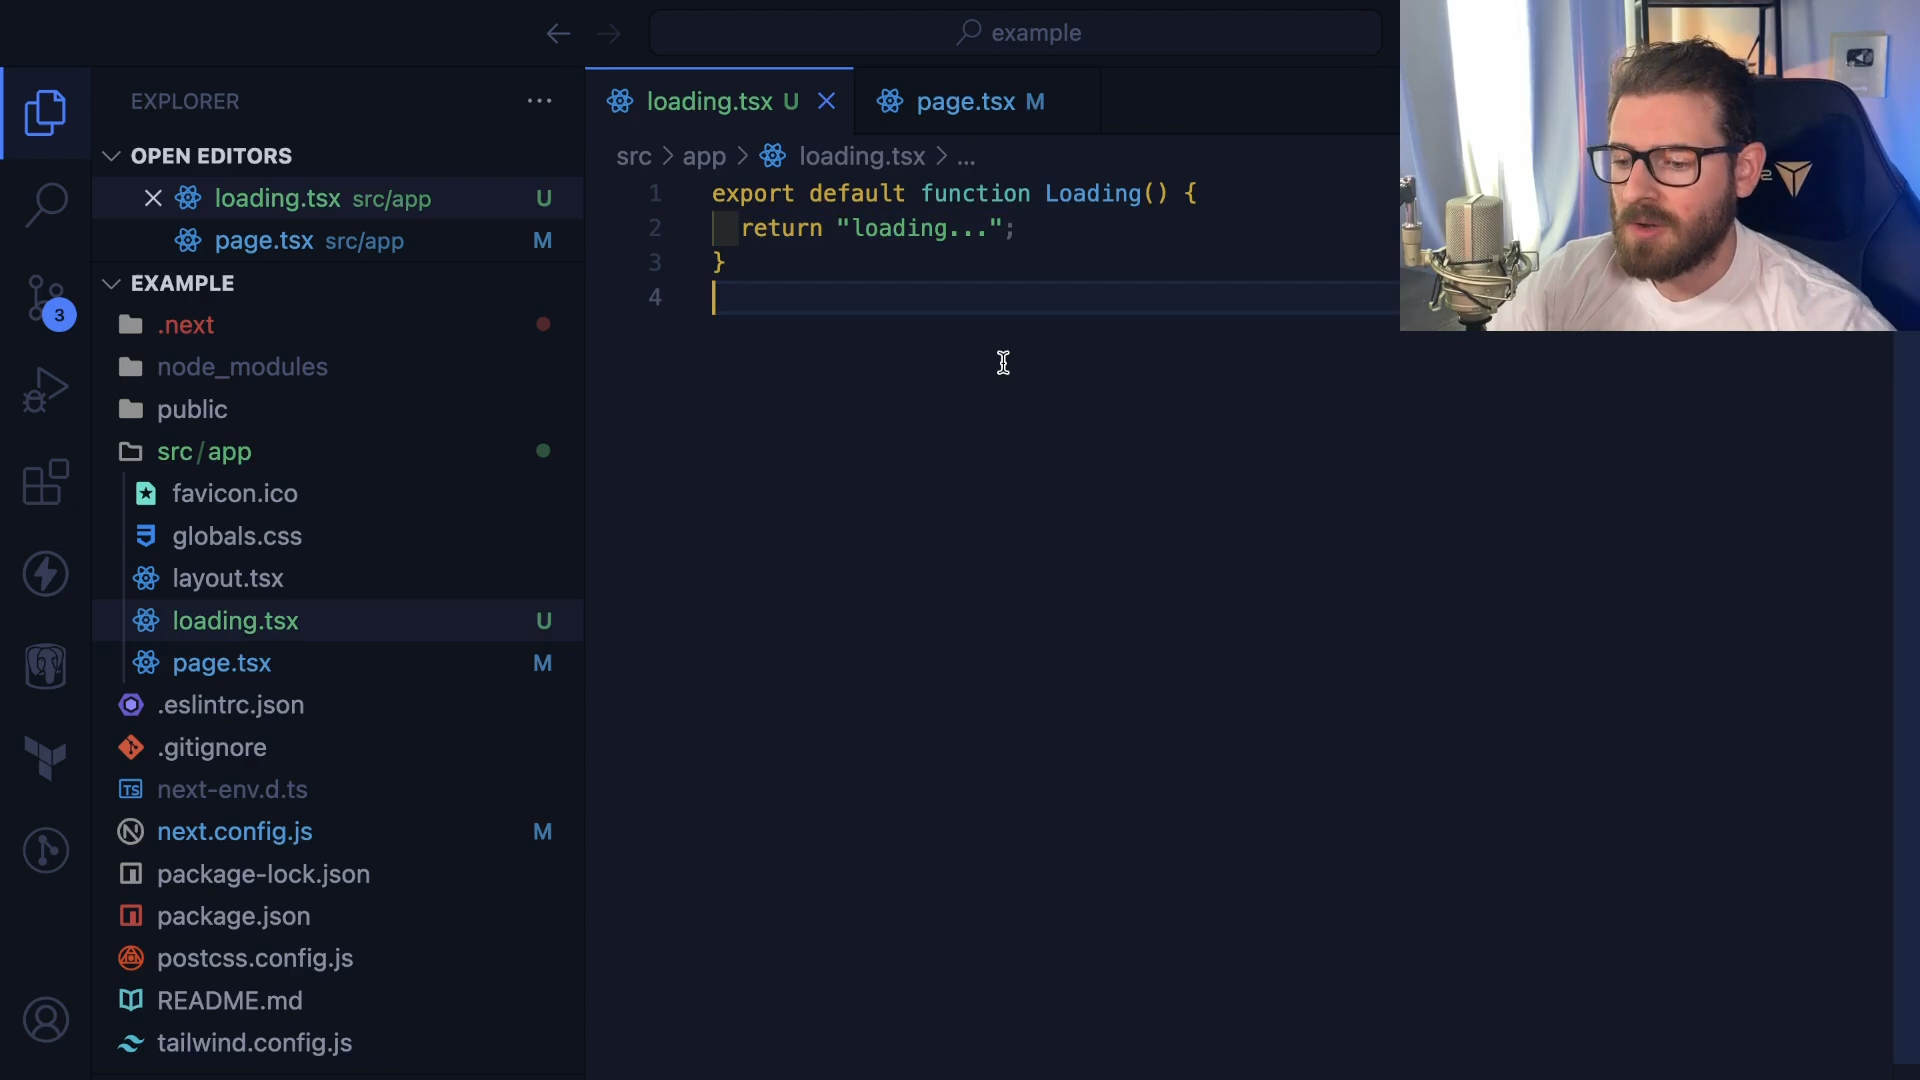 example
EXPLORER
OPEN EDITORS
loading.tsx src/app U
page.tsx src/app M
EXAMPLE
.next
node_modules
public
src/app
favicon.ico
globals.css
layout.tsx
loading.tsx U
page.tsx M
.eslintrc.json
.gitignore
TS next-env.d.ts
next.config.js M
package-lock.json
package.json
postcss.config.js
README.md
tailwind.config.js
3
loading.tsx U
page.tsx M
src > app > loading.tsx > ...
1 export default function Loading() {
2 return "loading...";
3 }
4